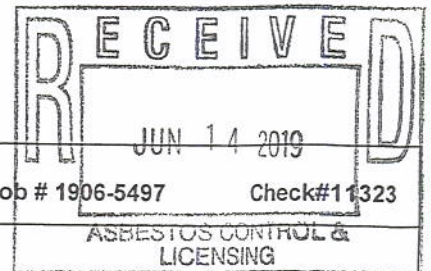 RECEIVED
JUN 14 2019
ob # 1906-5497 Check#11323
ASBESTOS CONTROL &
LICENSING